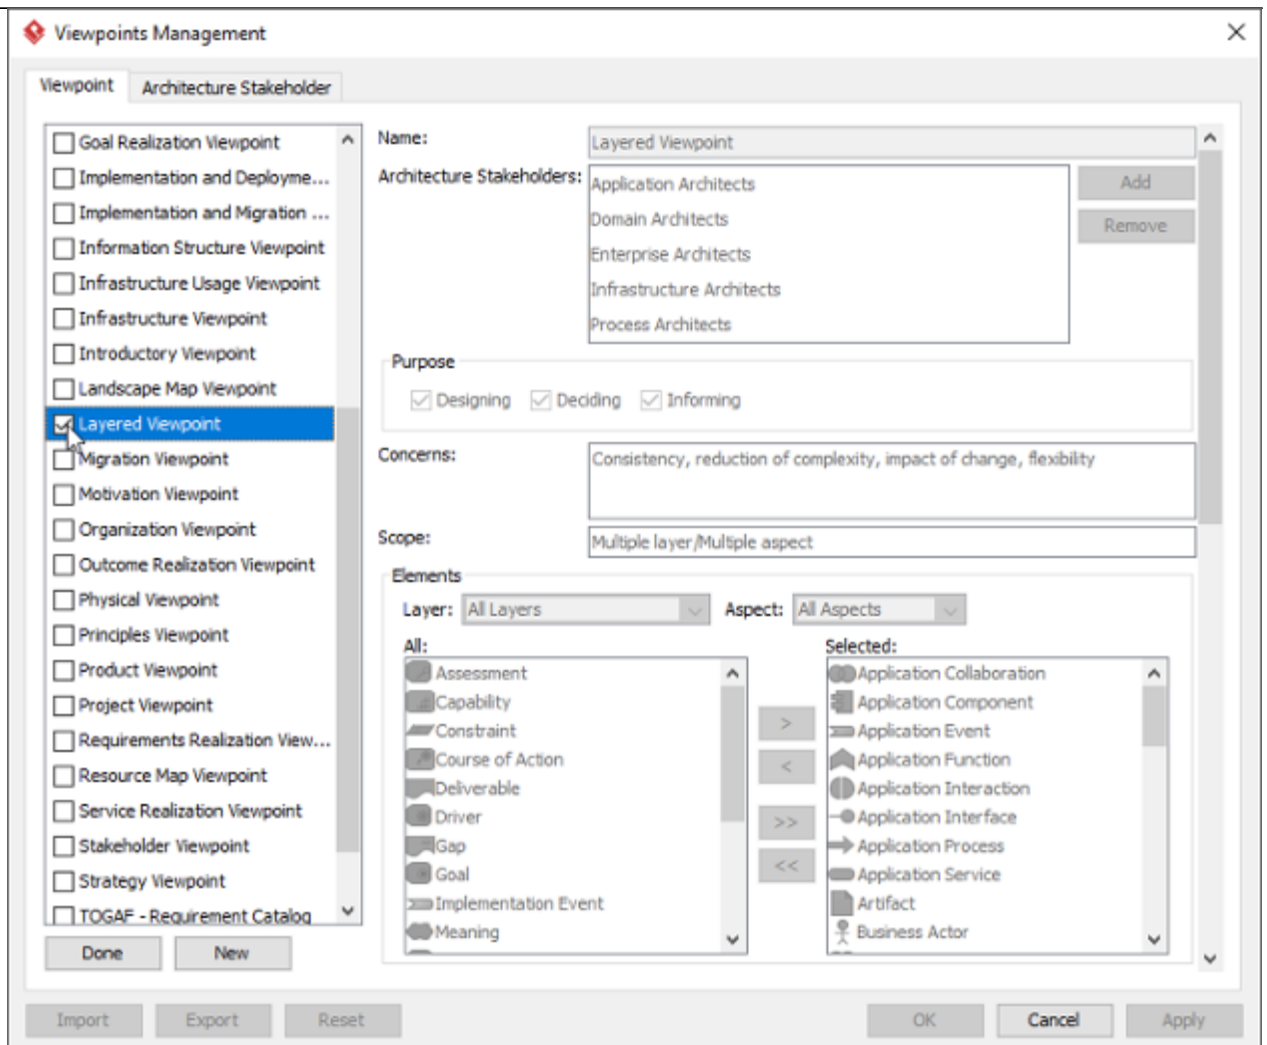 Viewpoints Management
Viewpoint
Architecture Stakeholder
Goal Realization Viewpoint
Implementation and Deployme...
Implementation and Migration ...
Information Structure Viewpoint
Infrastructure Usage Viewpoint
Infrastructure Viewpoint
Introductory Viewpoint
Landscape Map Viewpoint
Layered Viewpoint
Migration Viewpoint
Motivation Viewpoint
Organization Viewpoint
Outcome Realization Viewpoint
Physical Viewpoint
Principles Viewpoint
Product Viewpoint
Project Viewpoint
Requirements Realization View...
Resource Map Viewpoint
Service Realization Viewpoint
Stakeholder Viewpoint
Strategy Viewpoint
TOGAF - Requirement Catalog
Done
New
Name:
Layered Viewpoint
Architecture Stakeholders:
Application Architects
Domain Architects
Enterprise Architects
Infrastructure Architects
Process Architects
Add
Remove
Purpose
Designing
Deciding
Informing
Concerns:
Consistency, reduction of complexity, impact of change, flexibility
Scope:
Multiple layer/Multiple aspect
Elements
Layer:
All Layers
Aspect:
All Aspects
All:
Assessment
Capability
Constraint
Course of Action
Deliverable
Driver
Gap
Goal
Implementation Event
Meaning
>
<
>>
<<
Selected:
Application Collaboration
Application Component
Application Event
Application Function
Application Interaction
Application Interface
Application Process
Application Service
Artifact
Business Actor
Import
Export
Reset
OK
Cancel
Apply